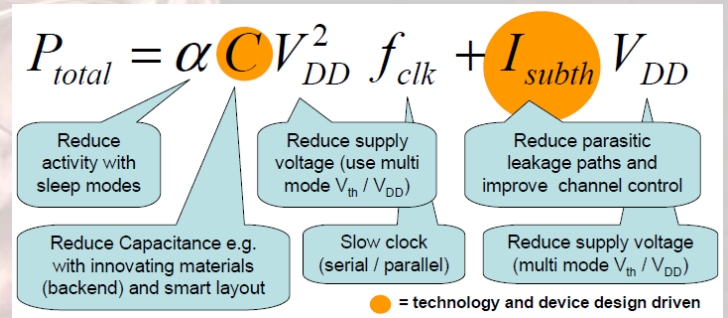 P_total = α C V²_DD f_clk + I_subth V_DD
Reduce
activity with
sleep modes
Reduce supply
voltage (use multi
mode V_th / V_DD)
Reduce parasitic
leakage paths and
improve channel control
Reduce Capacitance e.g.
with innovating materials
(backend) and smart layout
Slow clock
(serial / parallel)
Reduce supply voltage
(multi mode V_th / V_DD)
= technology and device design driven